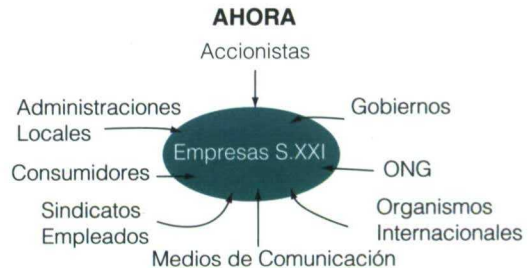 AHORA
Accionistas
Administraciones
Locales
Gobiernos
Empresas S.XXI
Consumidores
ONG
Sindicatos
Empleados
Organismos
Internacionales
Medios de Comunicación